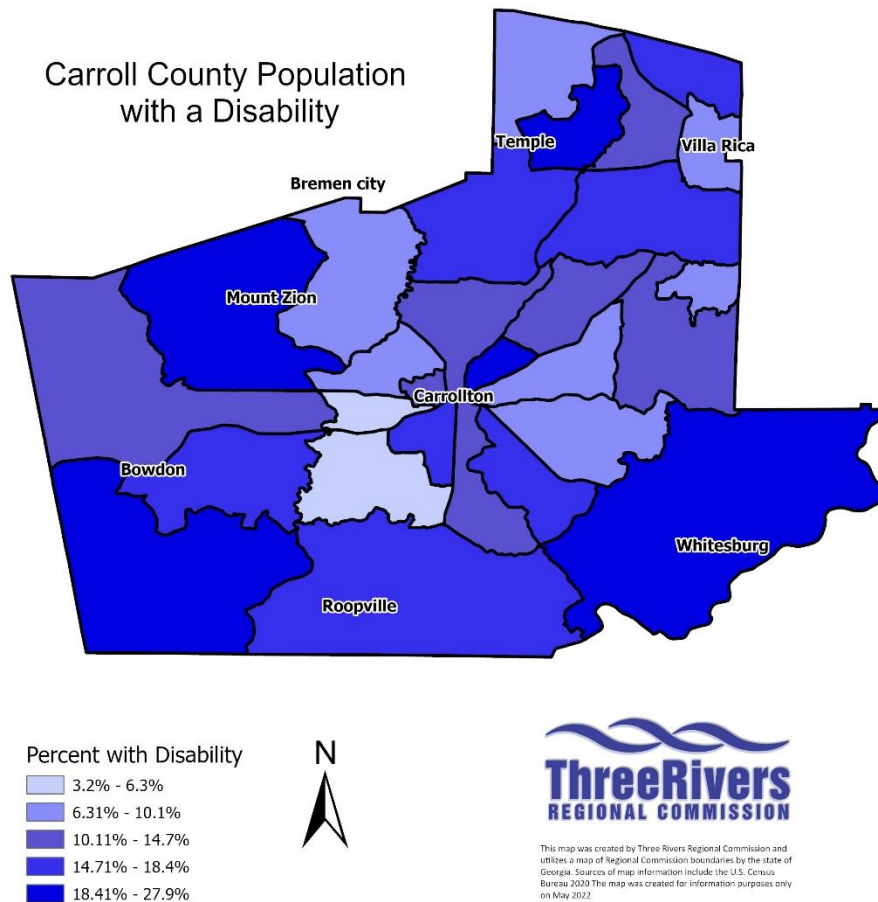 Carroll County Population
with a Disability
Temple
Villa Rica
Bremen city
Mount Zion
Carrollton
Bowdon
Whitesburg
Roopville
Percent with Disability
3.2% - 6.3%
6.31% - 10.1%
10.11% - 14.7%
14.71% - 18.4%
18.41% - 27.9%
N
ThreeRivers
REGIONAL COMMISSION
This map was created by Three Rivers Regional Commission and
utilizes a map of Regional Commission boundaries by the state of
Georgia. Sources of map information include the U.S. Census
Bureau 2020 The map was created for information purposes only
on May 2022